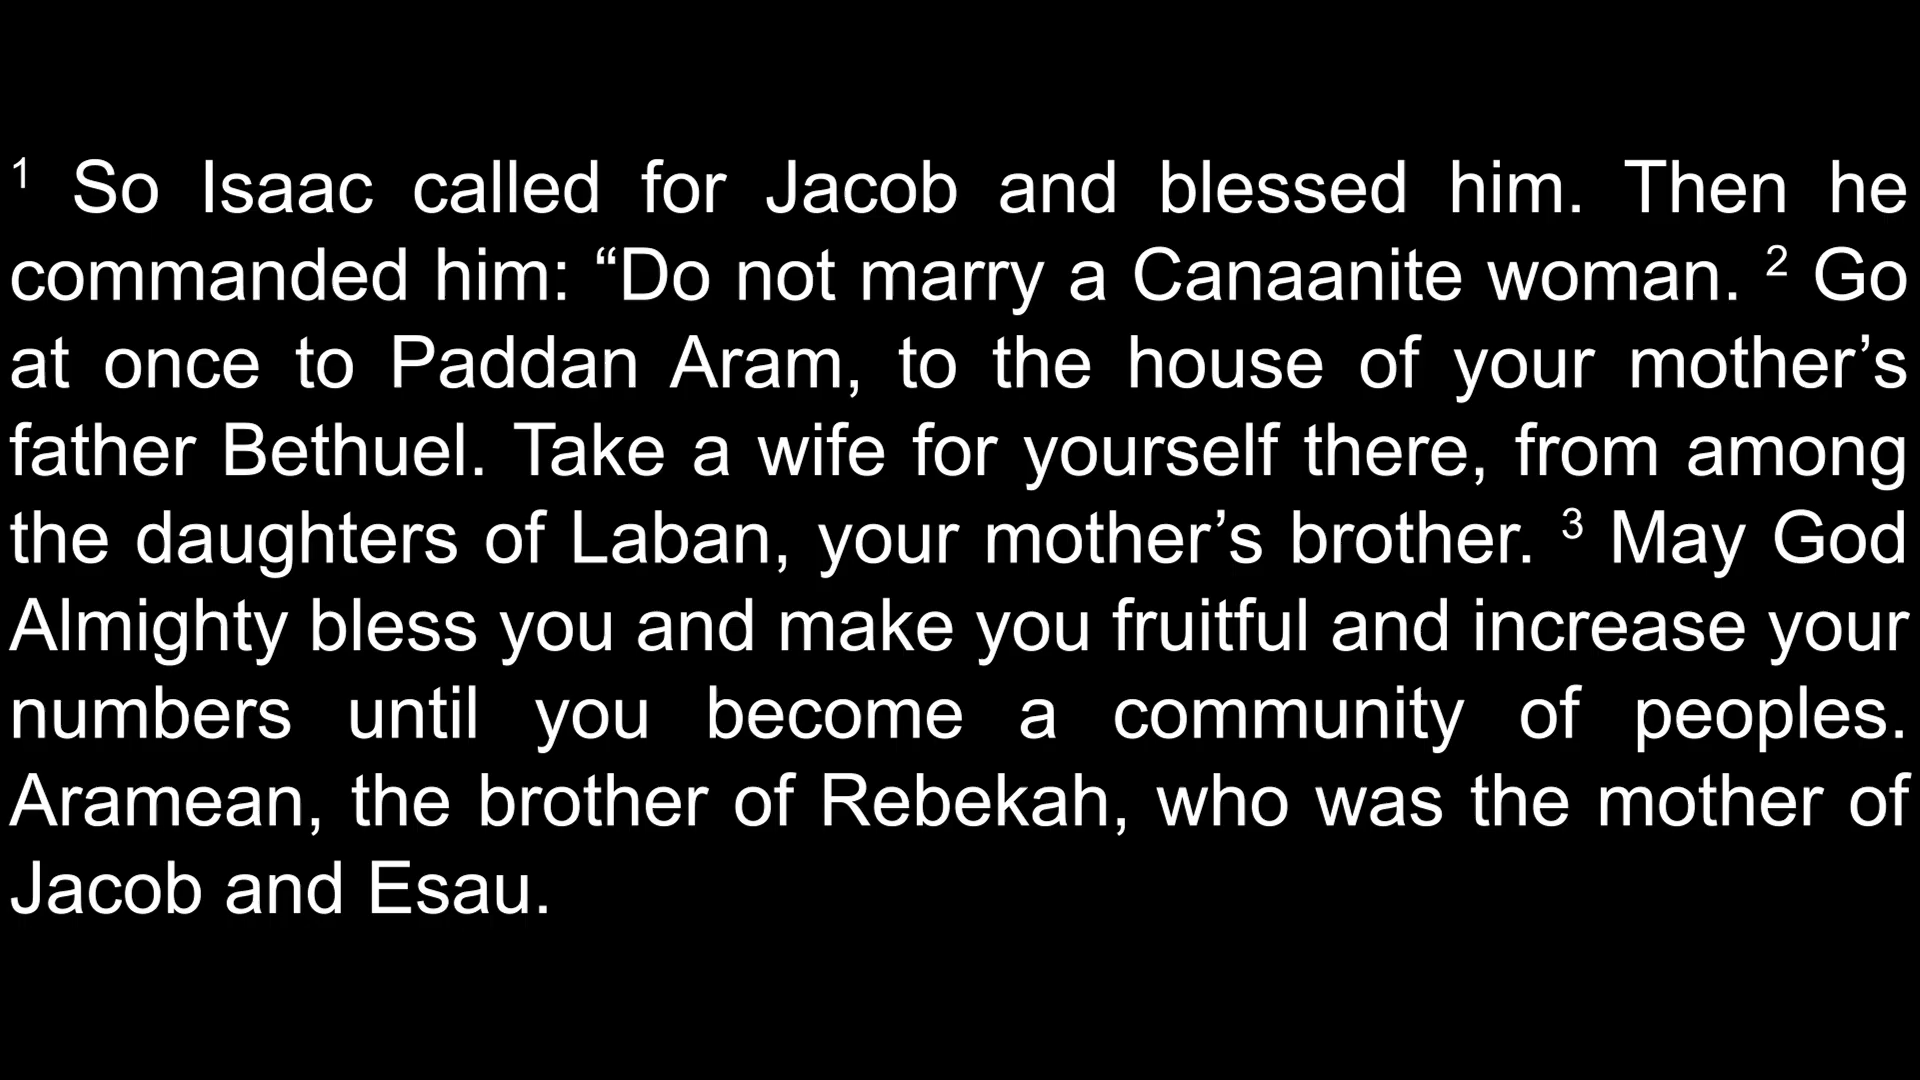 1 So Isaac called for Jacob and blessed him. Then he
commanded him: “Do not marry a Canaanite woman. 2 Go
at once to Paddan Aram, to the house of your mother’s
father Bethuel. Take a wife for yourself there, from among
the daughters of Laban, your mother’s brother. 3 May God
Almighty bless you and make you fruitful and increase your
numbers until you become a community of peoples.
Aramean, the brother of Rebekah, who was the mother of
Jacob and Esau.